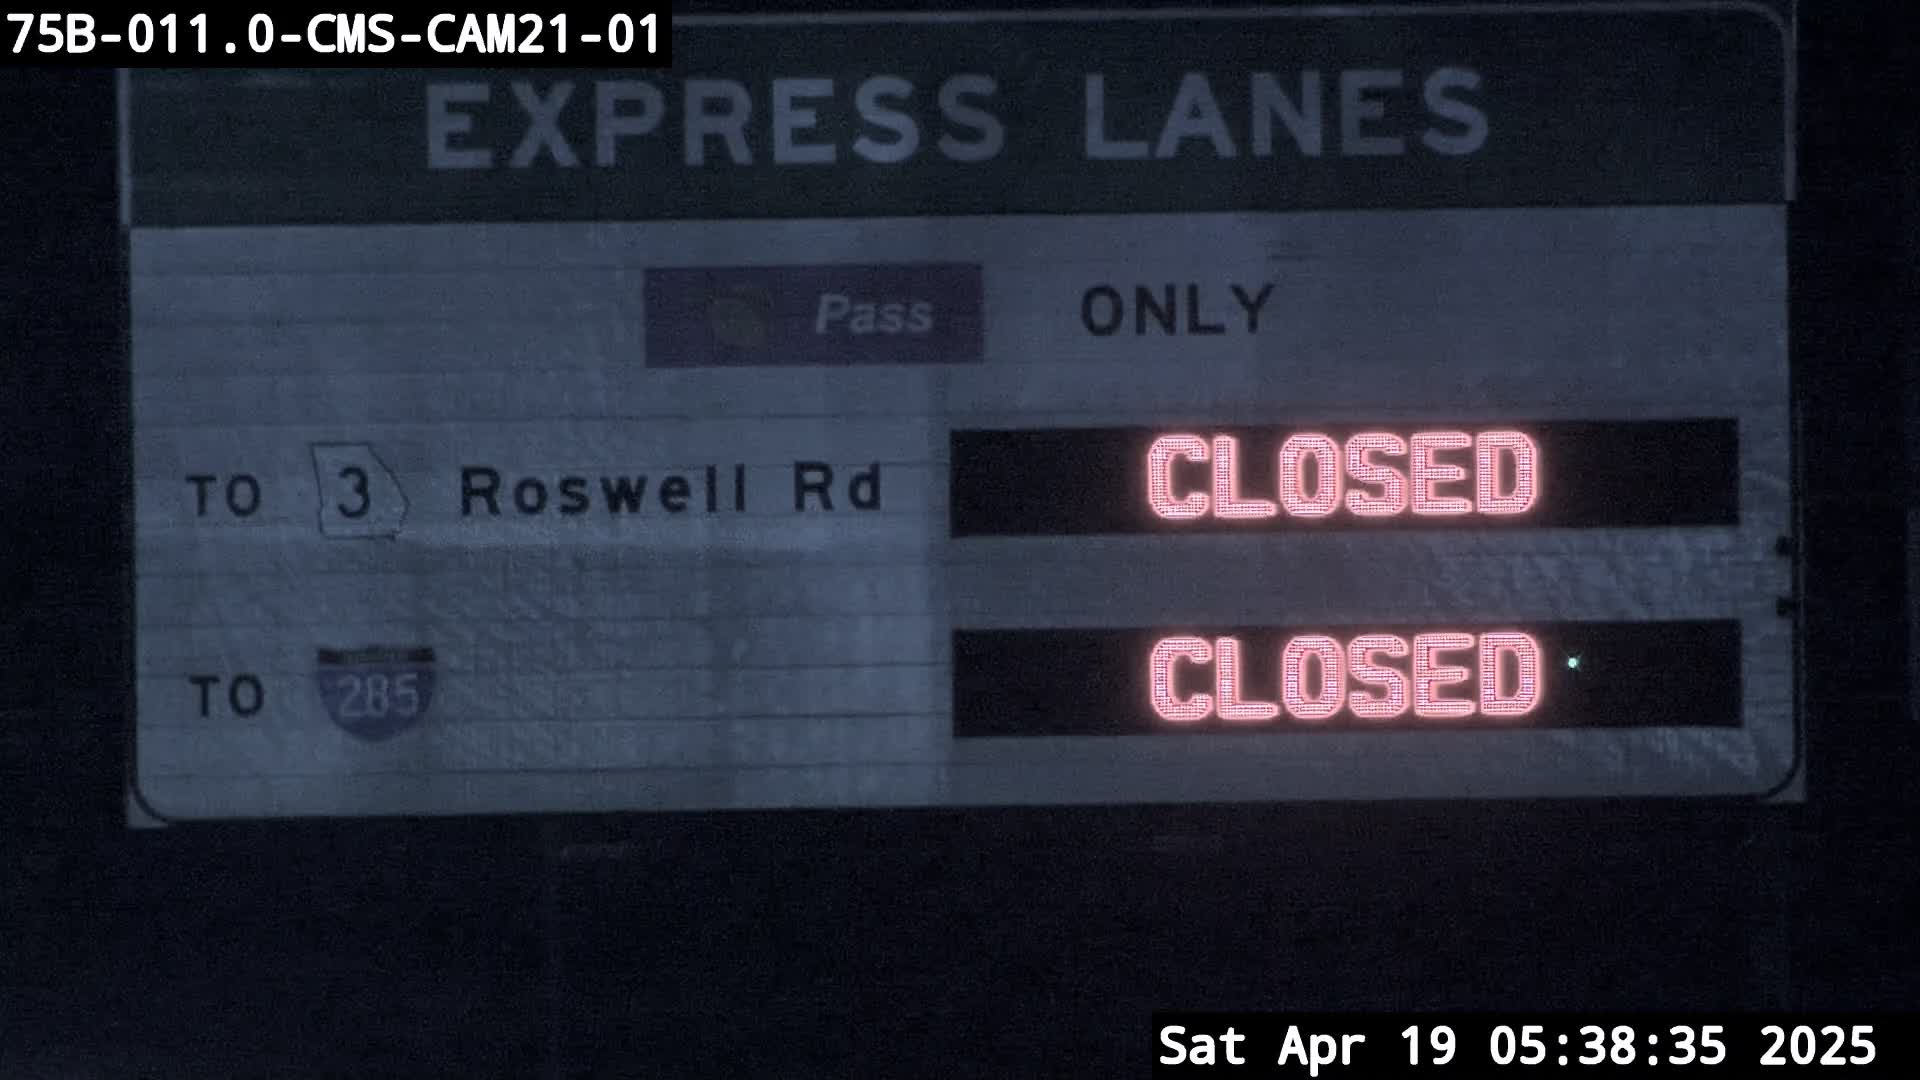 75B-011.0-CMS-CAM21-01
EXPRESS LANES
Pass ONLY
TO 3 Roswell Rd CLOSED
TO 285 CLOSED
Sat Apr 19 05:38:35 2025